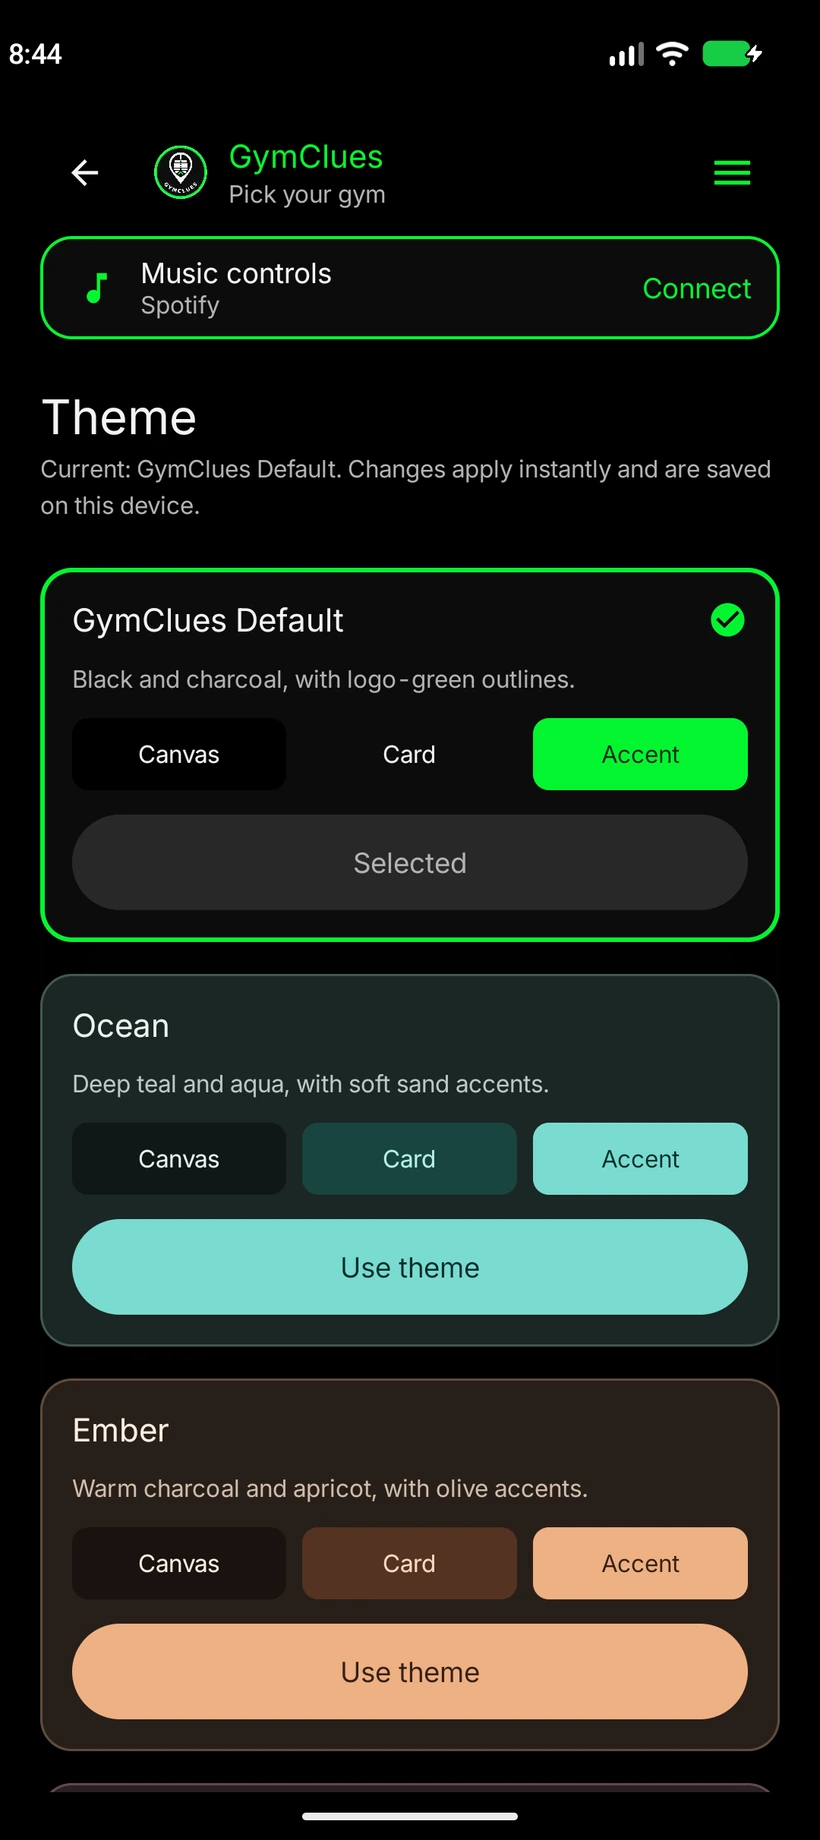 8:44
GymClues
Pick your gym
GYMCLUES
Music controls
Spotify
Connect
Theme
Current: GymClues Default. Changes apply instantly and are saved
on this device.
GymClues Default
Black and charcoal, with logo-green outlines.
Canvas
Card
Accent
Selected
Ocean
Deep teal and aqua, with soft sand accents.
Canvas
Card
Accent
Use theme
Ember
Warm charcoal and apricot, with olive accents.
Canvas
Card
Accent
Use theme